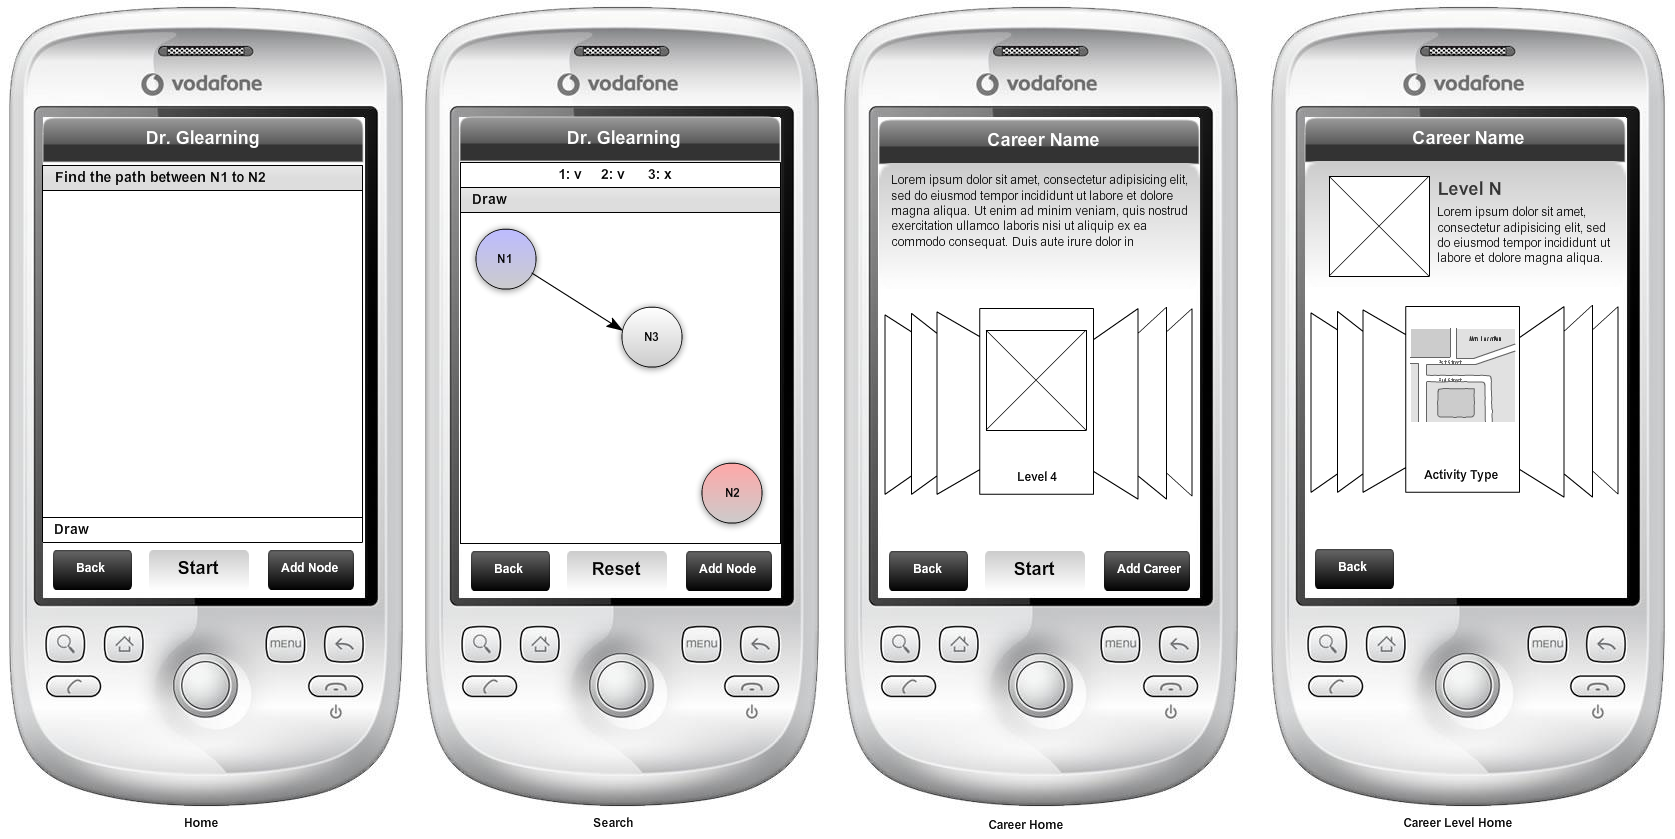 vodafone
Dr. Glearning
Find the path between N1 to N2
Draw
Back
Start
Add Node
MENU
Home
vodafone
Dr. Glearning
1: v 2: v 3: x
Draw
N1
N3
N2
Back
Reset
Add Node
MENU
Search
vodafone
Career Name
Lorem ipsum dolor sit amet, consectetur adipisicing elit,
sed do eiusmod tempor incididunt ut labore et dolore
magna aliqua. Ut enim ad minim veniam, quis nostrud
exercitation ullamco laboris nisi ut aliquip ex ea
commodo consequat. Duis aute irure dolor in
Level 4
Back
Start
Add Career
MENU
Career Home
vodafone
Career Name
Level N
Lorem ipsum dolor sit amet,
consectetur adipisicing elit, sed
do eiusmod tempor incididunt ut
labore et dolore magna aliqua.
Activity Type
Back
MENU
Career Level Home